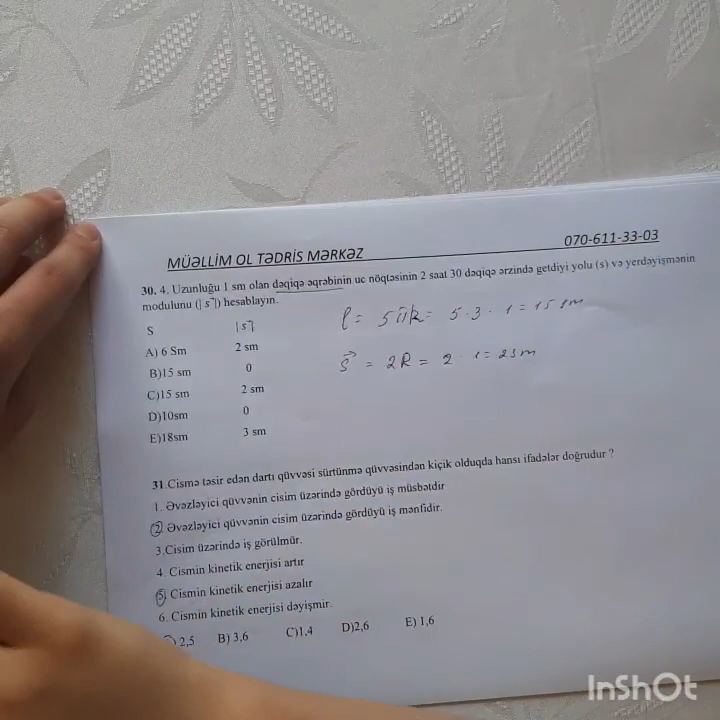 MÜƏLLİM OL TƏDRİS MƏRKƏZ 070-611-33-03
30. 4. Uzunluğu 1 sm olan dəqiqə əqrəbinin uc nöqtəsinin 2 saat 30 dəqiqə ərzində getdiyi yolu (s) və yerdəyişmənin
modulunu (| s⃗ |) hesablayın.
S |s⃗|
A) 6 Sm 2 sm
B)15 sm 0
C)15 sm 2 sm
D)10sm 0
E)18sm 3 sm
ℓ = 5πR = 5·3·1 = 15 sm
s⃗ = 2R = 2·1 = 2sm
31.Cismə təsir edən dartı qüvvəsi sürtünmə qüvvəsindən kiçik olduqda hansı ifadələr doğrudur ?
1. Əvəzləyici qüvvənin cisim üzərində gördüyü iş müsbətdir
2. Əvəzləyici qüvvənin cisim üzərində gördüyü iş mənfidir.
3.Cisim üzərində iş görülmür.
4. Cismin kinetik enerjisi artır
5. Cismin kinetik enerjisi azalır
6. Cismin kinetik enerjisi dəyişmir.
) 2,5 B) 3,6 C)1,4 D)2,6 E) 1,6
InShOt